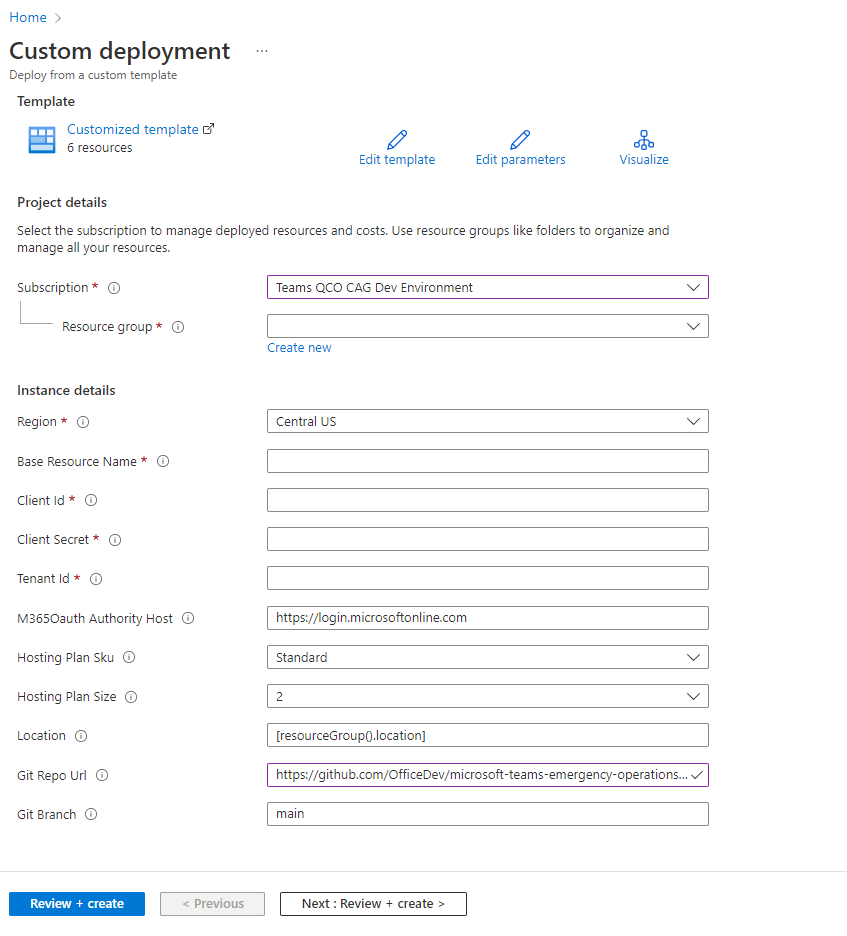 Home >
Custom deployment ...
Deploy from a custom template
Template
Customized template
6 resources
Edit template
Edit parameters
Visualize
Project details
Select the subscription to manage deployed resources and costs. Use resource groups like folders to organize and
manage all your resources.
Subscription * Teams QCO CAG Dev Environment
Resource group *
Create new
Instance details
Region * Central US
Base Resource Name *
Client Id *
Client Secret *
Tenant Id *
M365Oauth Authority Host https://login.microsoftonline.com
Hosting Plan Sku Standard
Hosting Plan Size 2
Location [resourceGroup().location]
Git Repo Url https://github.com/OfficeDev/microsoft-teams-emergency-operations...
Git Branch main
Review + create < Previous Next : Review + create >